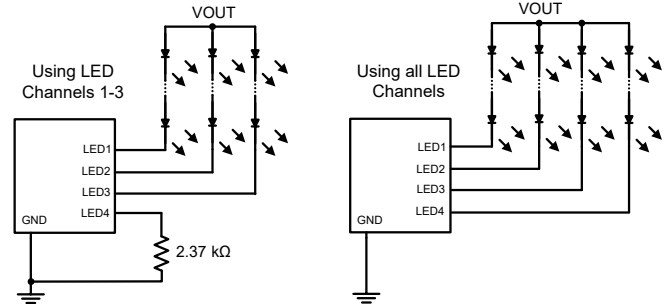 VOUT
Using LED
Channels 1-3
LED1
LED2
LED3
LED4
GND
2.37 kΩ
VOUT
Using all LED
Channels
LED1
LED2
LED3
LED4
GND